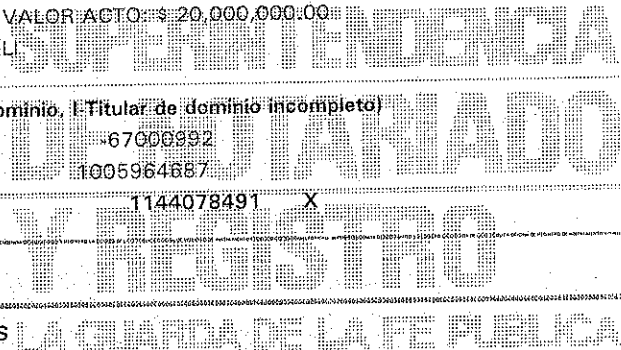 VALOR ACTO: $ 20,000,000.00
SUPERINTENDENCIA
ELI
ominio, I-Titular de dominio incompleto)
67000992
DE NOTARIADO
1005964687
1144078491 X
Y REGISTRO
S LA GUARDA DE LA FE PUBLICA